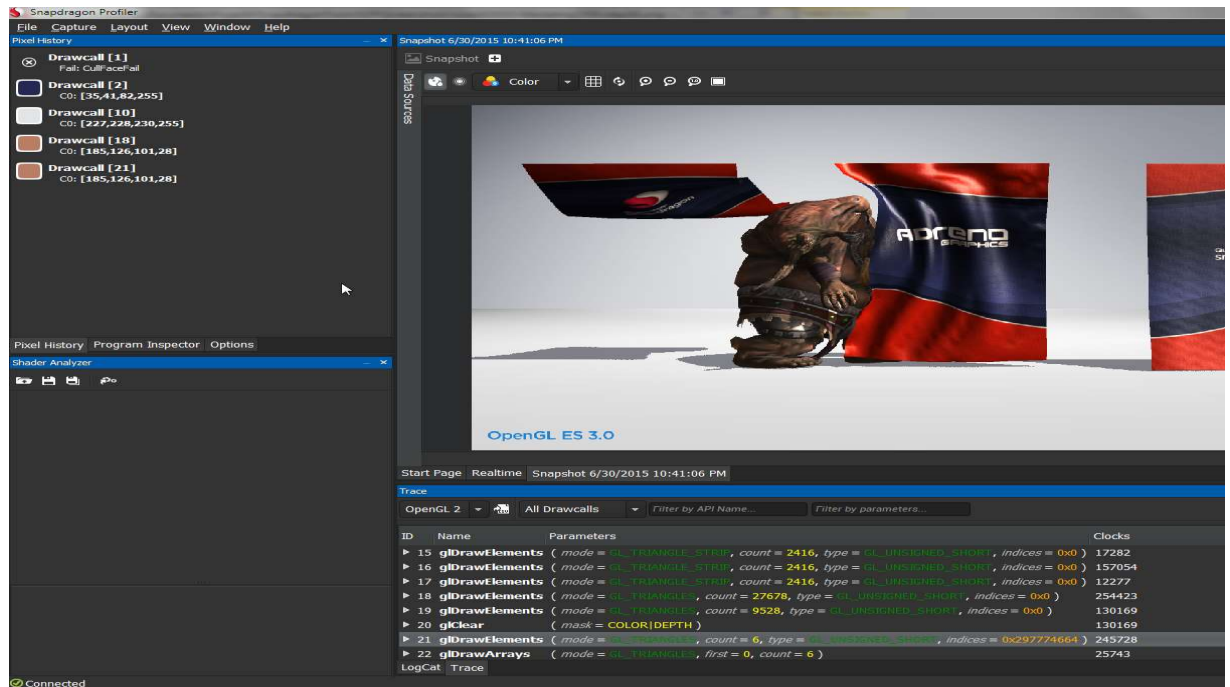 Snapdragon Profiler
File Capture Layout View Window Help
Pixel History
Drawcall [1]
Fail: CullFaceFail
Drawcall [2]
C0: [35,41,82,255]
Drawcall [10]
C0: [227,228,230,255]
Drawcall [18]
C0: [185,126,101,28]
Drawcall [21]
C0: [185,126,101,28]
Pixel History Program Inspector Options
Shader Analyzer
Snapshot 6/30/2015 10:41:06 PM
Snapshot
Data Sources
Color
ADRENO
GRAPHICS
OpenGL ES 3.0
Start Page Realtime Snapshot 6/30/2015 10:41:06 PM
Trace
OpenGL 2 All Drawcalls Filter by API Name... Filter by parameters...
ID Name Parameters Clocks
15 glDrawElements ( mode = GL_TRIANGLE_STRIP, count = 2416, type = GL_UNSIGNED_SHORT, indices = 0x0 ) 17282
16 glDrawElements ( mode = GL_TRIANGLE_STRIP, count = 2416, type = GL_UNSIGNED_SHORT, indices = 0x0 ) 157054
17 glDrawElements ( mode = GL_TRIANGLE_STRIP, count = 2416, type = GL_UNSIGNED_SHORT, indices = 0x0 ) 12277
18 glDrawElements ( mode = GL_TRIANGLES, count = 27678, type = GL_UNSIGNED_SHORT, indices = 0x0 ) 254423
19 glDrawElements ( mode = GL_TRIANGLES, count = 9528, type = GL_UNSIGNED_SHORT, indices = 0x0 ) 130169
20 glClear ( mask = COLOR|DEPTH ) 130169
21 glDrawElements ( mode = GL_TRIANGLES, count = 6, type = GL_UNSIGNED_SHORT, indices = 0x297774664 ) 245728
22 glDrawArrays ( mode = GL_TRIANGLES, first = 0, count = 6 ) 25743
LogCat Trace
Connected